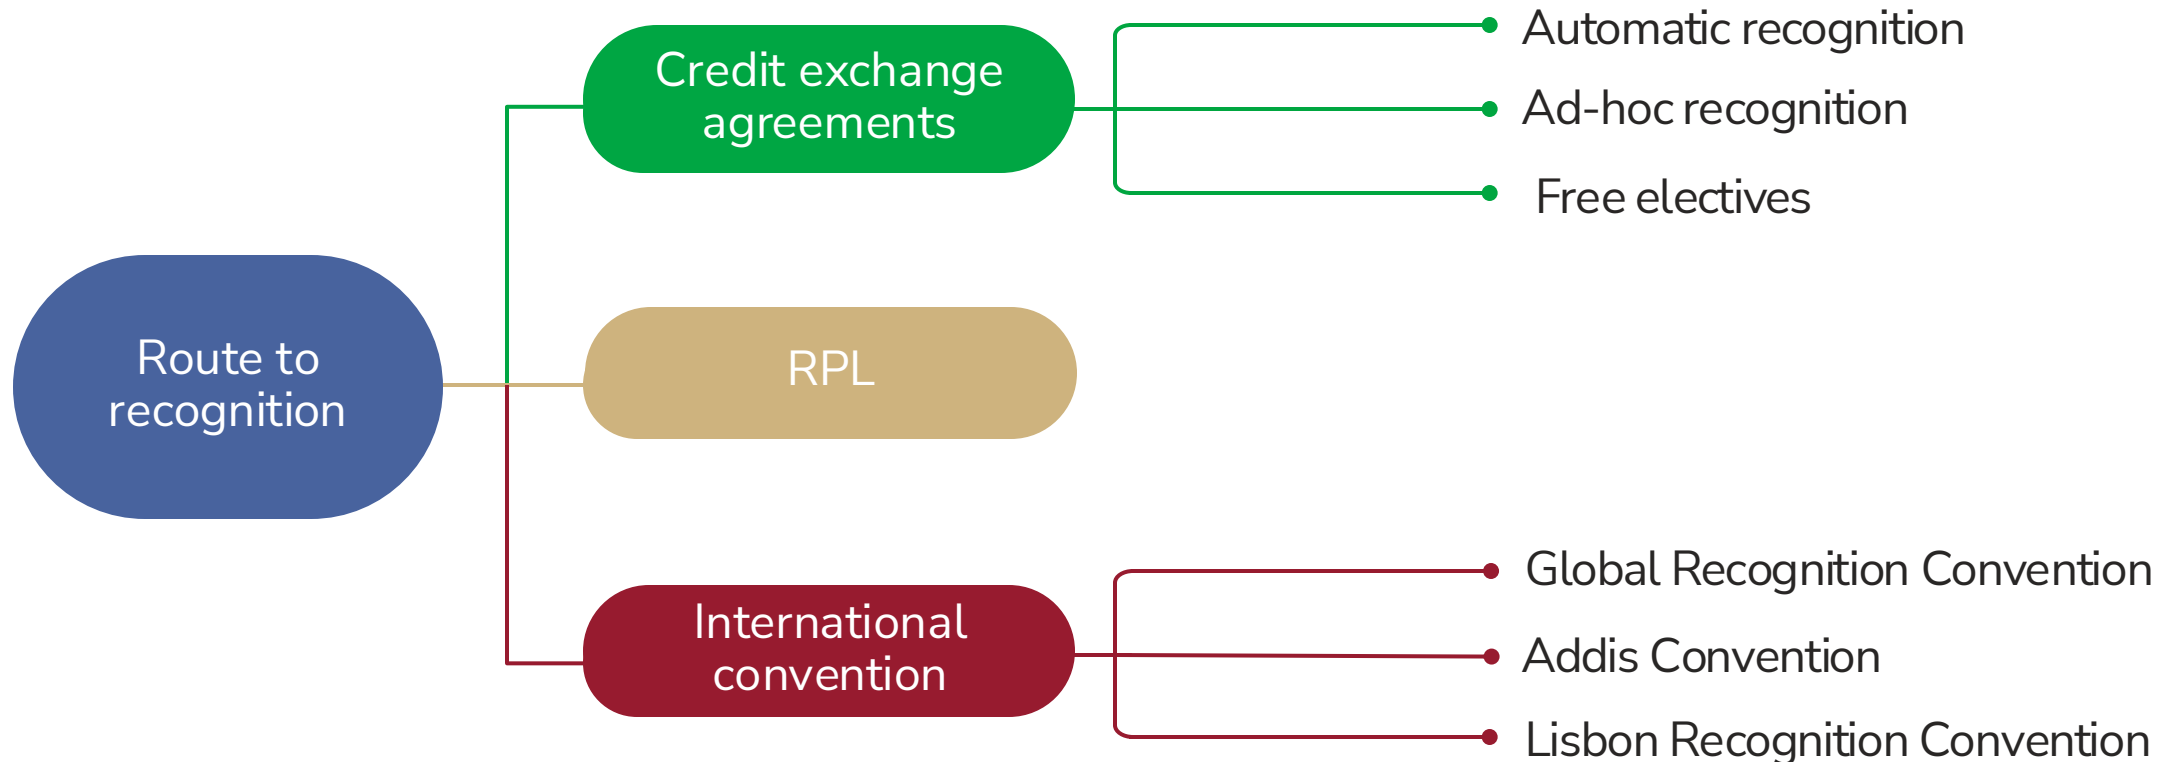 Route to
recognition
Credit exchange
agreements
Automatic recognition
Ad-hoc recognition
Free electives
RPL
International
convention
Global Recognition Convention
Addis Convention
Lisbon Recognition Convention